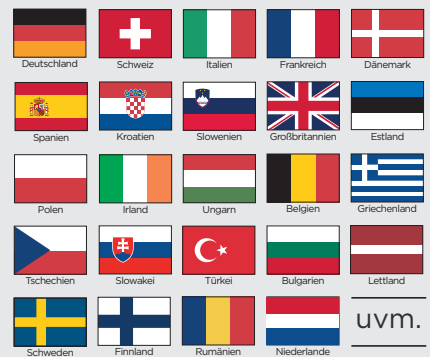 Deutschland Schweiz Italien Frankreich Dänemark
Spanien Kroatien Slowenien Großbritannien Estland
Polen Irland Ungarn Belgien Griechenland
Tschechien Slowakei Türkei Bulgarien Lettland
Schweden Finnland Rumänien Niederlande uvm.